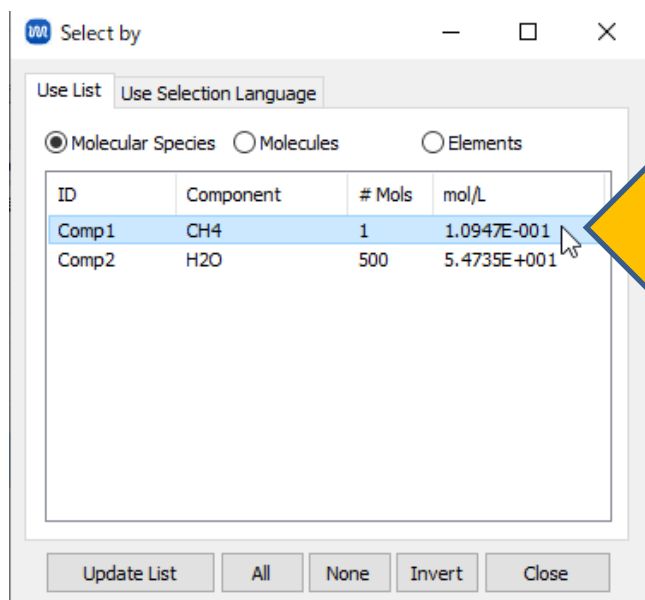 Select by
Use List Use Selection Language
Molecular Species Molecules Elements
ID Component # Mols mol/L
Comp1 CH4 1 1.0947E-001
Comp2 H2O 500 5.4735E+001
Update List All None Invert Close